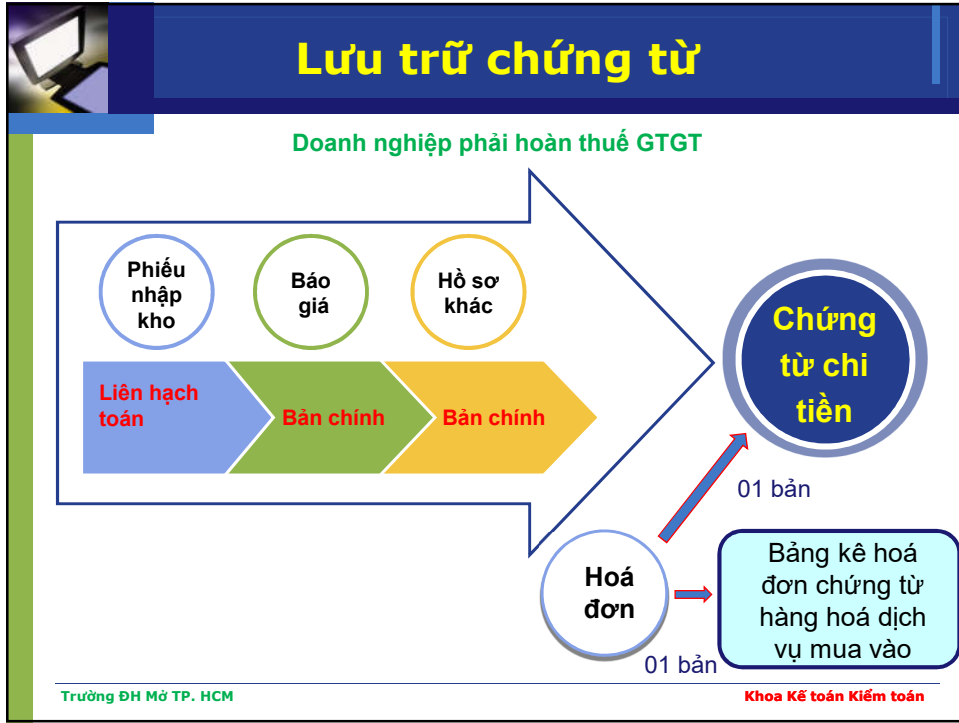 Lưu trữ chứng từ
Doanh nghiệp phải hoàn thuế GTGT
Phiếu
nhập
kho
Báo
giá
Hồ sơ
khác
Liên hạch
toán
Bản chính
Bản chính
Chứng
từ chi
tiền
01 bản
Hoá
đơn
Bảng kê hoá
đơn chứng từ
hàng hoá dịch
vụ mua vào
01 bản
Trường ĐH Mở TP. HCM
Khoa Kế toán Kiểm toán